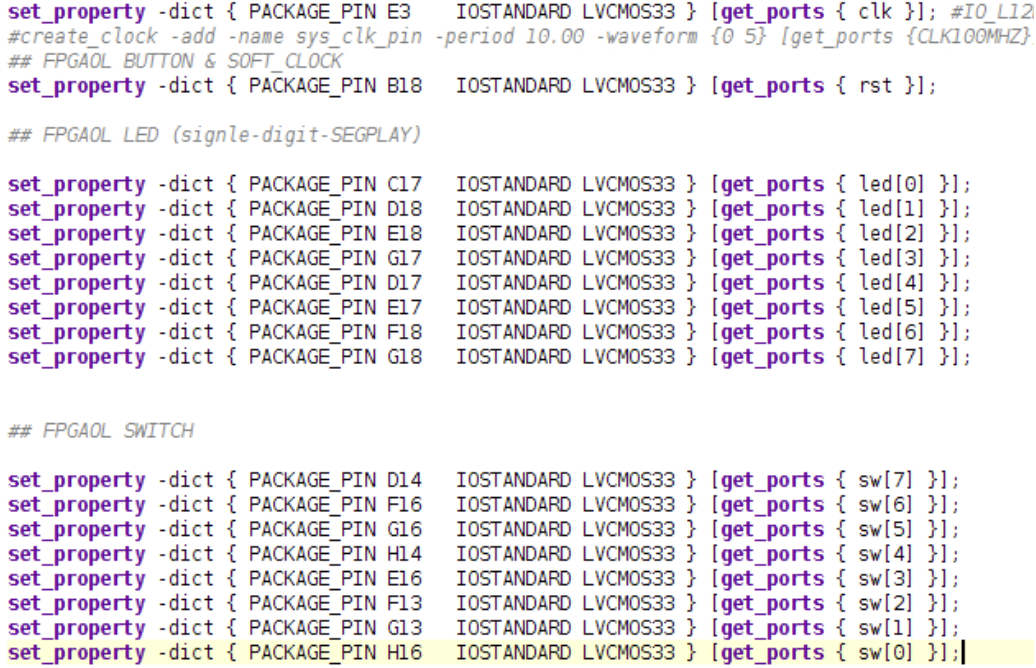 set_property -dict { PACKAGE_PIN E3    IOSTANDARD LVCMOS33 } [get_ports { clk }]; #IO_L12
#create_clock -add -name sys_clk_pin -period 10.00 -waveform {0 5} [get_ports {CLK100MHZ}
## FPGAOL BUTTON & SOFT_CLOCK
set_property -dict { PACKAGE_PIN B18   IOSTANDARD LVCMOS33 } [get_ports { rst }];
## FPGAOL LED (signle-digit-SEGPLAY)
set_property -dict { PACKAGE_PIN C17   IOSTANDARD LVCMOS33 } [get_ports { led[0] }];
set_property -dict { PACKAGE_PIN D18   IOSTANDARD LVCMOS33 } [get_ports { led[1] }];
set_property -dict { PACKAGE_PIN E18   IOSTANDARD LVCMOS33 } [get_ports { led[2] }];
set_property -dict { PACKAGE_PIN G17   IOSTANDARD LVCMOS33 } [get_ports { led[3] }];
set_property -dict { PACKAGE_PIN D17   IOSTANDARD LVCMOS33 } [get_ports { led[4] }];
set_property -dict { PACKAGE_PIN E17   IOSTANDARD LVCMOS33 } [get_ports { led[5] }];
set_property -dict { PACKAGE_PIN F18   IOSTANDARD LVCMOS33 } [get_ports { led[6] }];
set_property -dict { PACKAGE_PIN G18   IOSTANDARD LVCMOS33 } [get_ports { led[7] }];
## FPGAOL SWITCH
set_property -dict { PACKAGE_PIN D14   IOSTANDARD LVCMOS33 } [get_ports { sw[7] }];
set_property -dict { PACKAGE_PIN F16   IOSTANDARD LVCMOS33 } [get_ports { sw[6] }];
set_property -dict { PACKAGE_PIN G16   IOSTANDARD LVCMOS33 } [get_ports { sw[5] }];
set_property -dict { PACKAGE_PIN H14   IOSTANDARD LVCMOS33 } [get_ports { sw[4] }];
set_property -dict { PACKAGE_PIN E16   IOSTANDARD LVCMOS33 } [get_ports { sw[3] }];
set_property -dict { PACKAGE_PIN F13   IOSTANDARD LVCMOS33 } [get_ports { sw[2] }];
set_property -dict { PACKAGE_PIN G13   IOSTANDARD LVCMOS33 } [get_ports { sw[1] }];
set_property -dict { PACKAGE_PIN H16   IOSTANDARD LVCMOS33 } [get_ports { sw[0] }];